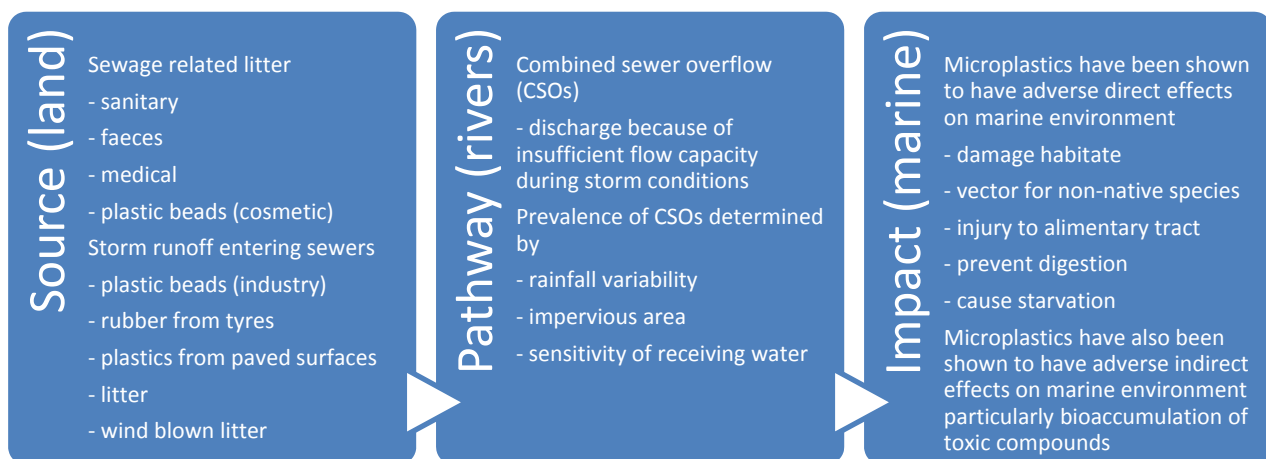 Source (land)
Sewage related litter
- sanitary
- faeces
- medical
- plastic beads (cosmetic)
Storm runoff entering sewers
- plastic beads (industry)
- rubber from tyres
- plastics from paved surfaces
- litter
- wind blown litter
Pathway (rivers)
Combined sewer overflow
(CSOs)
- discharge because of
insufficient flow capacity
during storm conditions
Prevalence of CSOs determined
by
- rainfall variability
- impervious area
- sensitivity of receiving water
Impact (marine)
Microplastics have been shown
to have adverse direct effects
on marine environment
- damage habitate
- vector for non-native species
- injury to alimentary tract
- prevent digestion
- cause starvation
Microplastics have also been
shown to have adverse indirect
effects on marine environment
particularly bioaccumulation of
toxic compounds